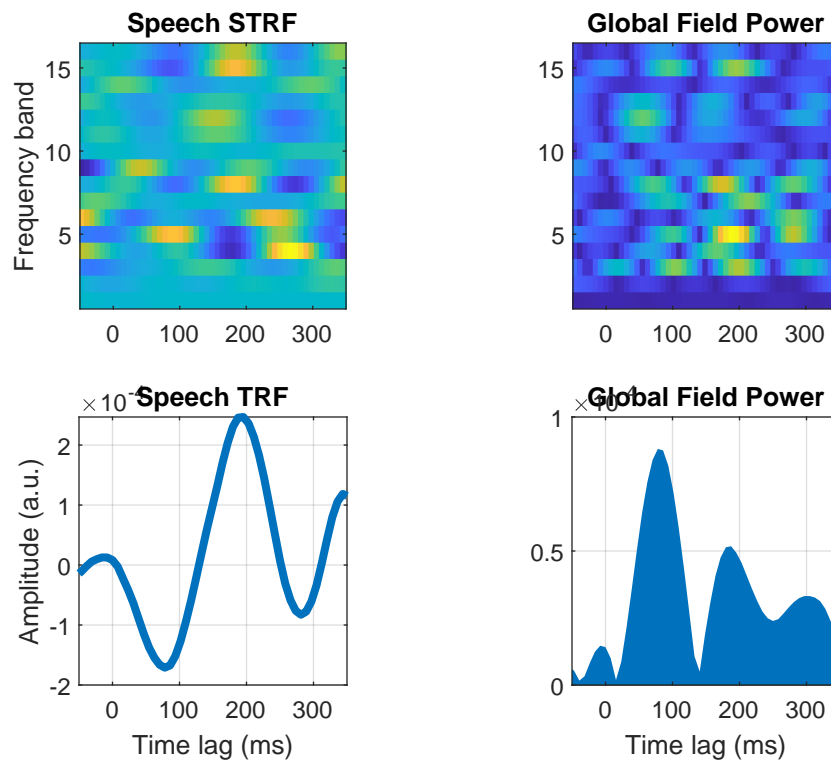 Speech STRF
Global Field Power
Frequency band
15
10
5
0 100 200 300
15
10
5
0 100 200 300
Speech TRF
× 10-4
Amplitude (a.u.)
2
1
0
-1
-2
0 100 200 300
Time lag (ms)
Global Field Power
1
0.5
0
0 100 200 300
Time lag (ms)